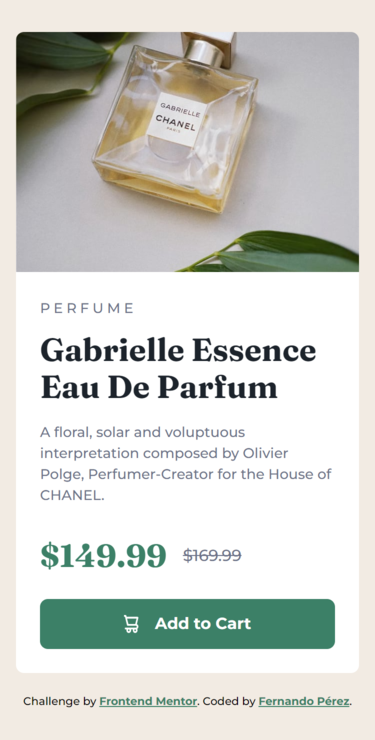 GABRIELLE
CHANEL
PARIS
PERFUME
Gabrielle Essence
Eau De Parfum
A floral, solar and voluptuous
interpretation composed by Olivier
Polge, Perfumer-Creator for the House of
CHANEL.
$149.99 $169.99
Add to Cart
Challenge by Frontend Mentor. Coded by Fernando Pérez.